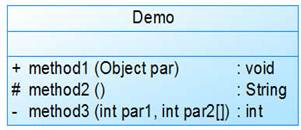 Demo
+ method1 (Object par) : void
# method2 () : String
- method3 (int par1, int par2[]) : int